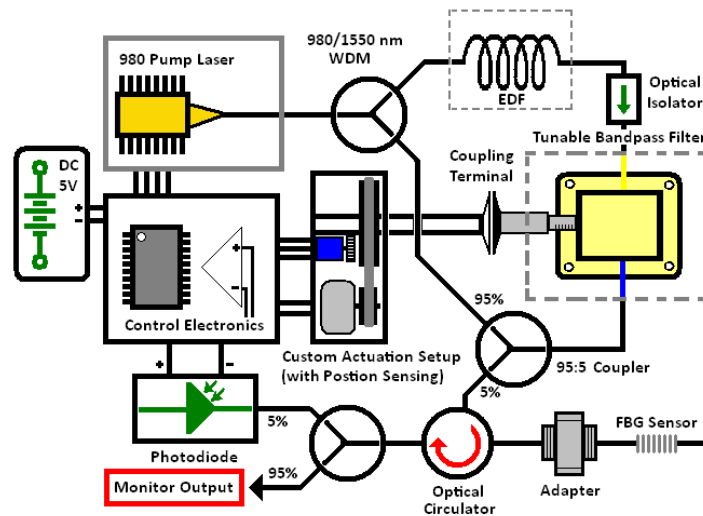 980/1550 nm
WDM
980 Pump Laser
EDF
Optical
Isolator
Tunable Bandpass Filter
DC
5V
+
-
Coupling
Terminal
+
-
Control Electronics
95%
5%
95:5 Coupler
Custom Actuation Setup
(with Postion Sensing)
+
-
5%
Photodiode
95%
Monitor Output
Optical
Circulator
Adapter
FBG Sensor